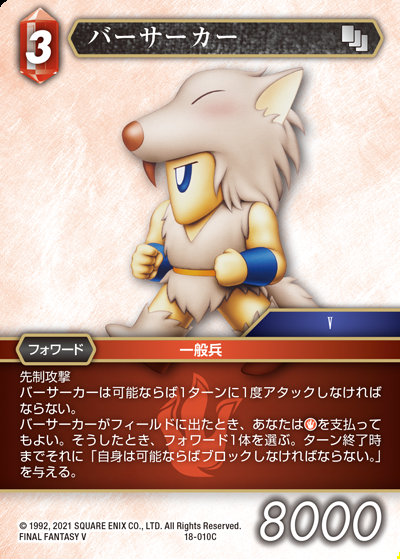 3
バーサーカー
V
フォワード
一般兵
先制攻撃
バーサーカーは可能ならば1ターンに1度アタックしなければ
ならない。
バーサーカーがフィールドに出たとき、あなたは を支払って
もよい。そうしたとき、フォワード1体を選ぶ。ターン終了時
までそれに「自身は可能ならばブロックしなければならない。」
を与える。
© 1992, 2021 SQUARE ENIX CO., LTD. All Rights Reserved.
FINAL FANTASY V
18-010C
8000